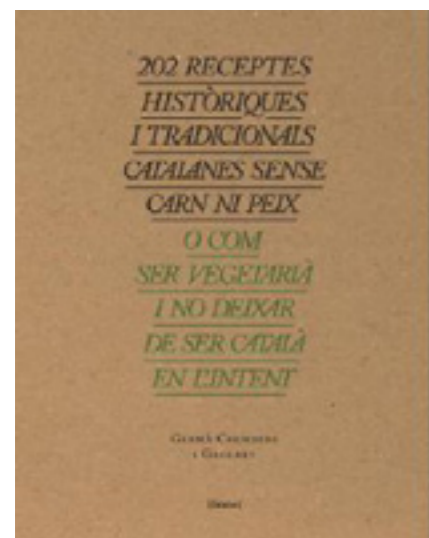 202 RECEPTES
HISTÒRIQUES
I TRADICIONALS
CATALANES SENSE
CARN NI PEIX
O COM
SER VEGETARIÀ
I NO DEIXAR
DE SER CATALÀ
EN L'INTENT